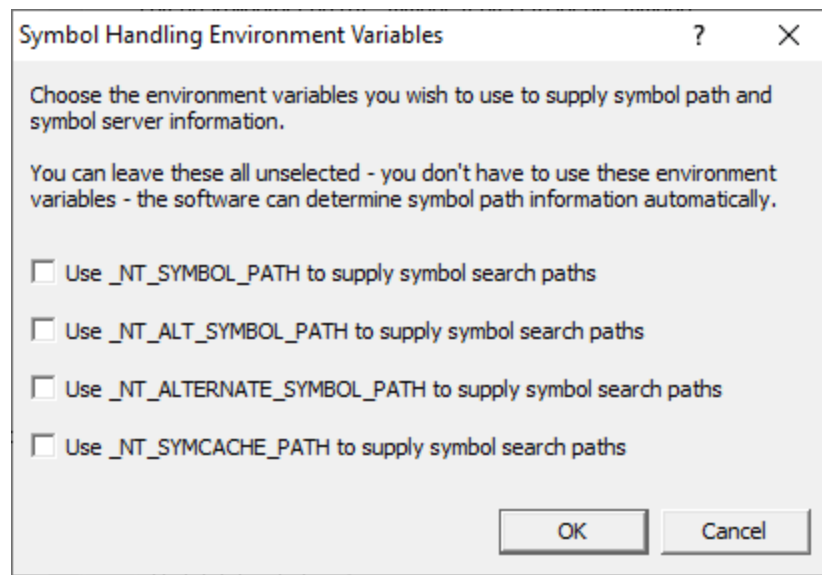 Symbol Handling Environment Variables
Choose the environment variables you wish to use to supply symbol path and
symbol server information.
You can leave these all unselected - you don't have to use these environment
variables - the software can determine symbol path information automatically.
Use _NT_SYMBOL_PATH to supply symbol search paths
Use _NT_ALT_SYMBOL_PATH to supply symbol search paths
Use _NT_ALTERNATE_SYMBOL_PATH to supply symbol search paths
Use _NT_SYMCACHE_PATH to supply symbol search paths
OK
Cancel